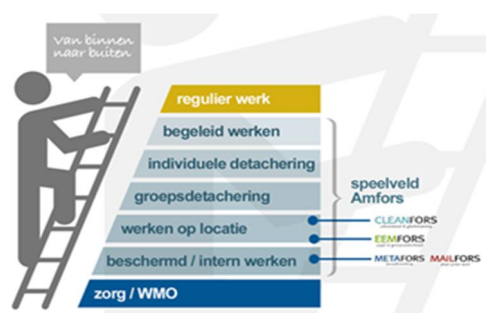 van binnen
naar buiten
regulier werk
begeleid werken
individuele detachering
groepsdetachering
werken op locatie
beschermd / intern werken
zorg / WMO
speelveld
Amfors
CLEANFORS
EEMFORS
METAFORS MAILFORS